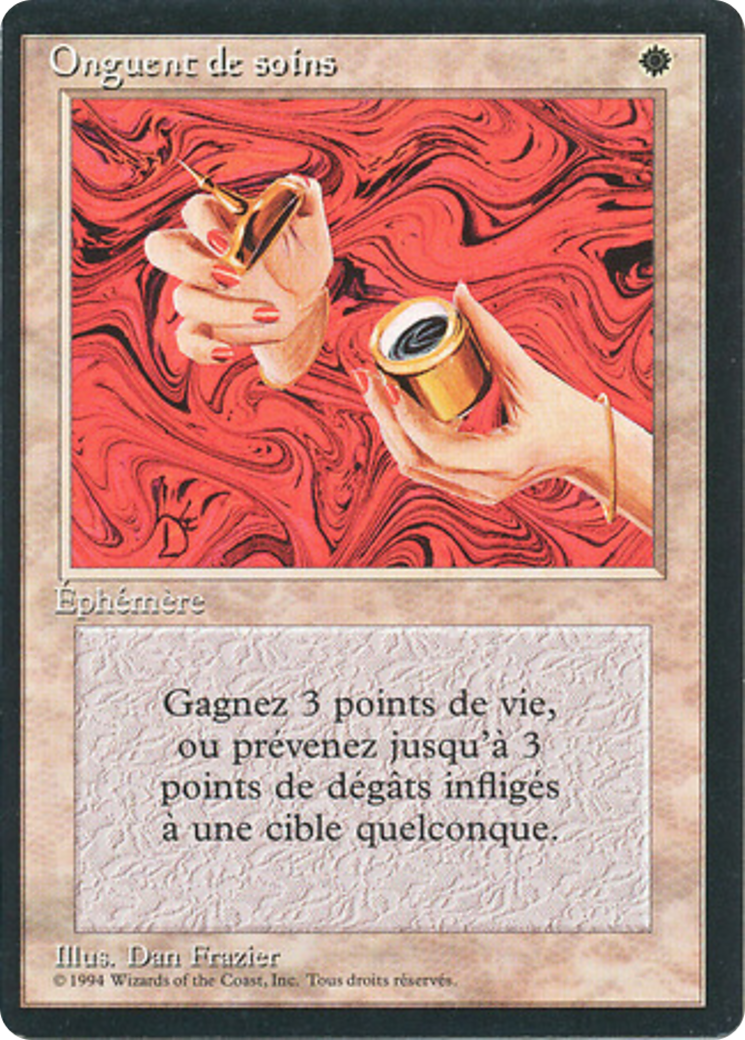 Onguent de soins
Éphémère
Gagnez 3 points de vie,
ou prévenez jusqu'à 3
points de dégâts infligés
à une cible quelconque.
Illus. Dan Frazier
© 1994 Wizards of the Coast, Inc. Tous droits réservés.